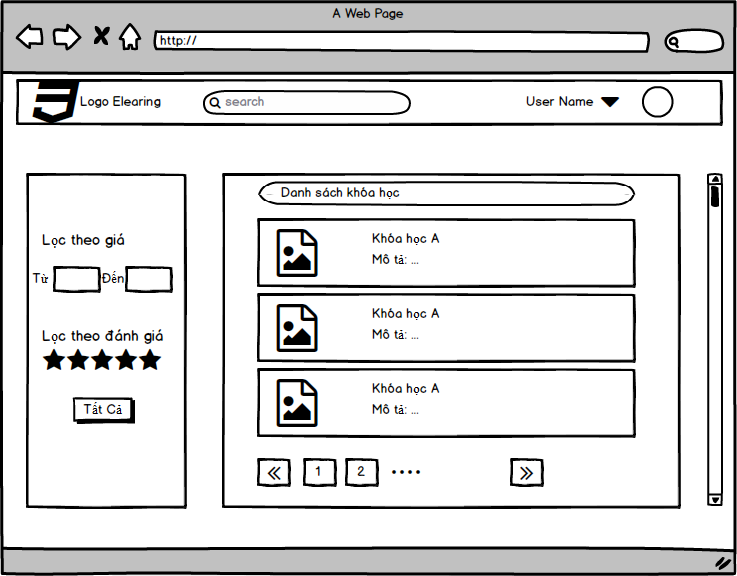 A Web Page
http://
Logo Elearing
search
User Name
Danh sách khóa học
Lọc theo giá
Từ
Đến
Lọc theo đánh giá
Tất Cả
Khóa học A
Mô tả: ...
Khóa học A
Mô tả: ...
Khóa học A
Mô tả: ...
1
2
....